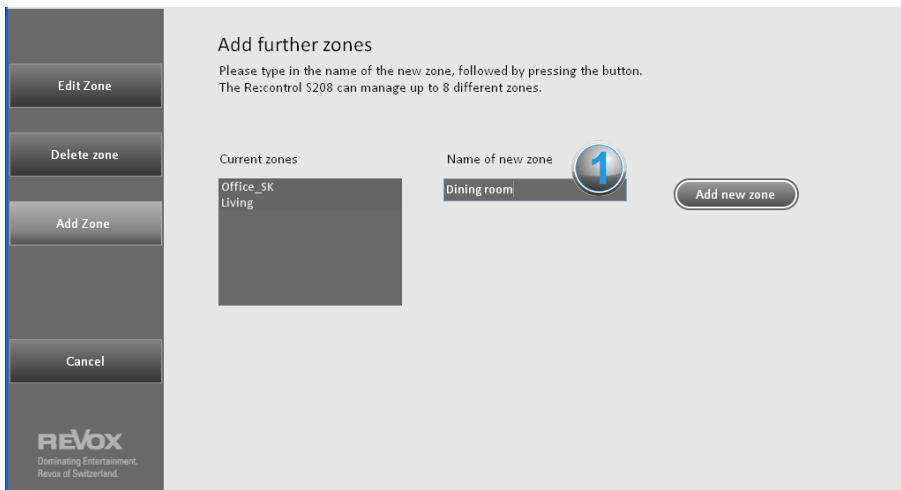 Edit Zone
Delete zone
Add Zone
Cancel
REVOX
Dominating Entertainment.
Revox of Switzerland.
Add further zones
Please type in the name of the new zone, followed by pressing the button.
The Re:control S208 can manage up to 8 different zones.
Current zones
Office_SK
Living
Name of new zone
1
Dining room
Add new zone